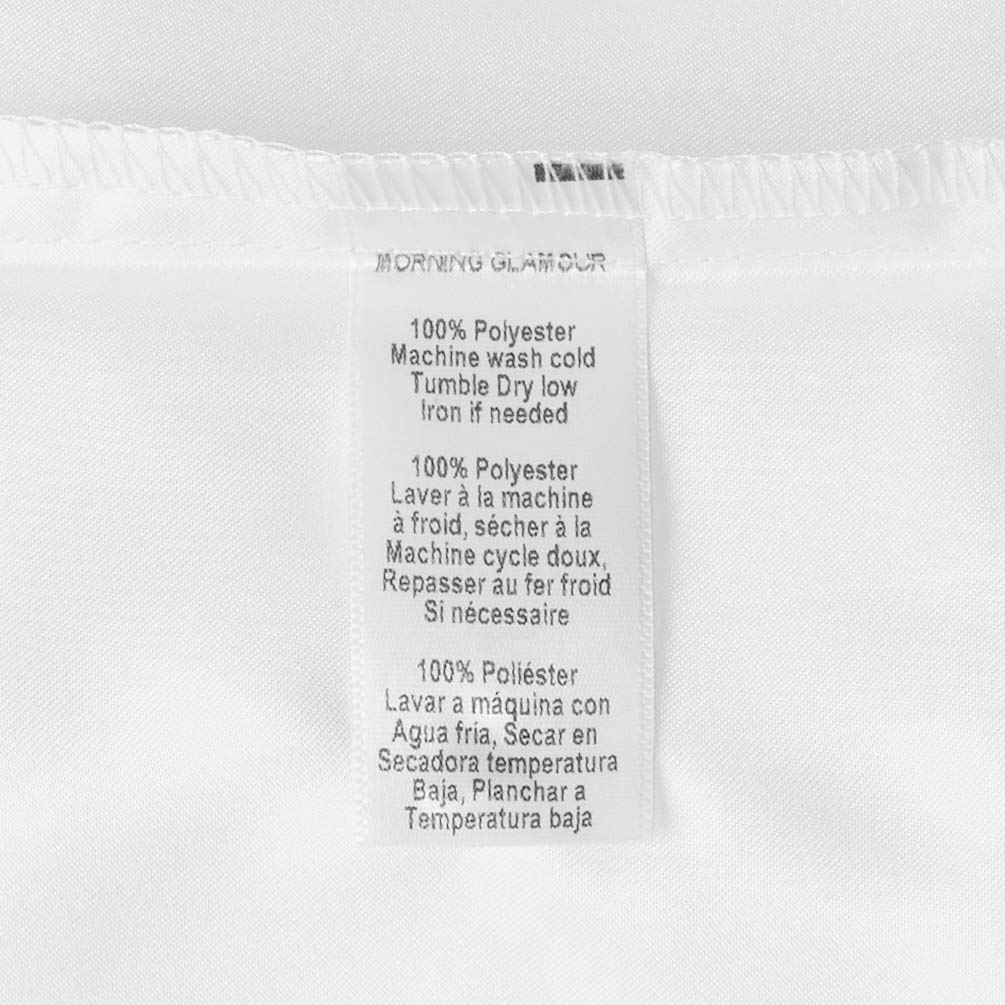 MORNING GLAMOUR
100% Polyester
Machine wash cold
Tumble Dry low
Iron if needed
100% Polyester
Laver à la machine
à froid, sécher à la
Machine cycle doux,
Repasser au fer froid
Si nécessaire
100% Poliéster
Lavar a máquina con
Agua fría, Secar en
Secadora temperatura
Baja, Planchar a
Temperatura baja